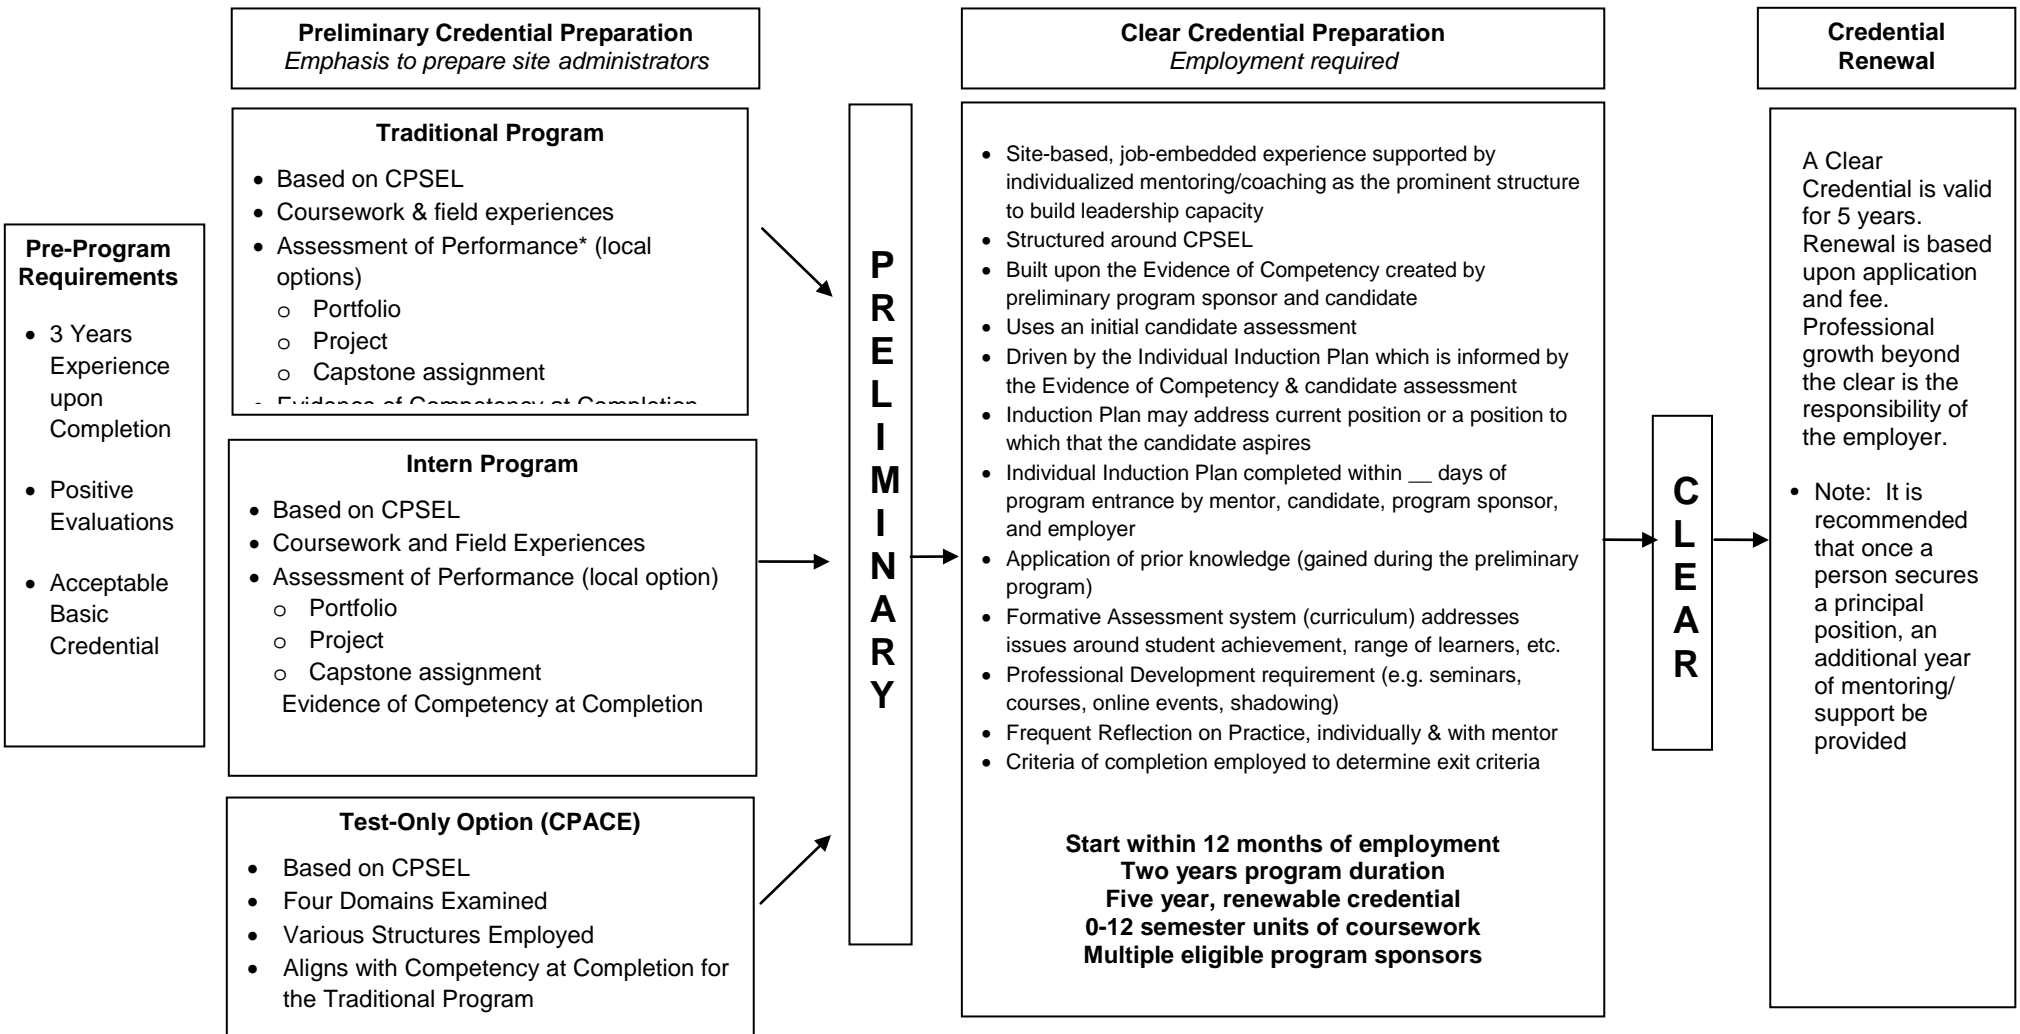 Pre-Program
Requirements
• 3 Years
Experience
upon
Completion
• Positive
Evaluations
• Acceptable
Basic
Credential
Preliminary Credential Preparation
Emphasis to prepare site administrators
Traditional Program
• Based on CPSEL
• Coursework & field experiences
• Assessment of Performance* (local
options)
o Portfolio
o Project
o Capstone assignment
• Evidence of Competency at Completion
Intern Program
• Based on CPSEL
• Coursework and Field Experiences
• Assessment of Performance (local option)
o Portfolio
o Project
o Capstone assignment
Evidence of Competency at Completion
Test-Only Option (CPACE)
• Based on CPSEL
• Four Domains Examined
• Various Structures Employed
• Aligns with Competency at Completion for
the Traditional Program
P
R
E
L
I
M
I
N
A
R
Y
Clear Credential Preparation
Employment required
• Site-based, job-embedded experience supported by
individualized mentoring/coaching as the prominent structure
to build leadership capacity
• Structured around CPSEL
• Built upon the Evidence of Competency created by
preliminary program sponsor and candidate
• Uses an initial candidate assessment
• Driven by the Individual Induction Plan which is informed by
the Evidence of Competency & candidate assessment
• Induction Plan may address current position or a position to
which that the candidate aspires
• Individual Induction Plan completed within __ days of
program entrance by mentor, candidate, program sponsor,
and employer
• Application of prior knowledge (gained during the preliminary
program)
• Formative Assessment system (curriculum) addresses
issues around student achievement, range of learners, etc.
• Professional Development requirement (e.g. seminars,
courses, online events, shadowing)
• Frequent Reflection on Practice, individually & with mentor
• Criteria of completion employed to determine exit criteria
Start within 12 months of employment
Two years program duration
Five year, renewable credential
0-12 semester units of coursework
Multiple eligible program sponsors
C
L
E
A
R
Credential
Renewal
A Clear
Credential is valid
for 5 years.
Renewal is based
upon application
and fee.
Professional
growth beyond
the clear is the
responsibility of
the employer.
• Note: It is
recommended
that once a
person secures
a principal
position, an
additional year
of mentoring/
support be
provided